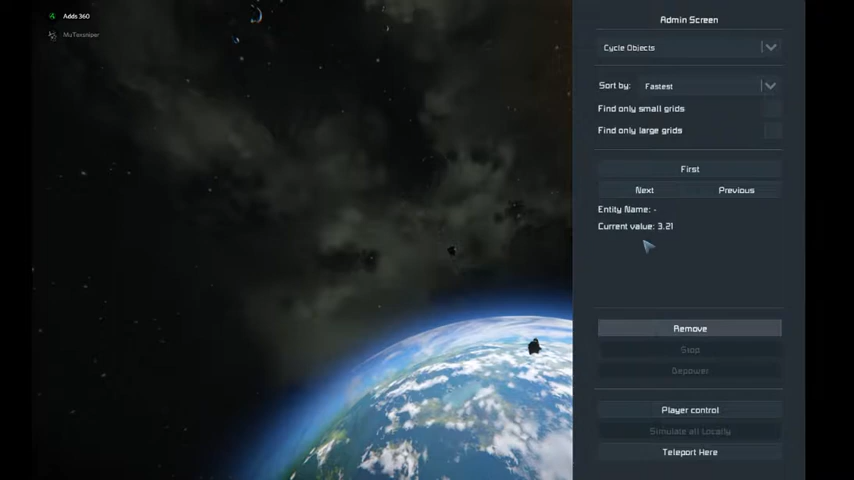 Adds 360
MuTexsniper
Admin Screen
Cycle Objects
Sort by: Fastest
Find only small grids
Find only large grids
First
Next Previous
Entity Name: -
Current value: 3.21
Remove
Stop
Depower
Player control
Simulate all Locally
Teleport Here